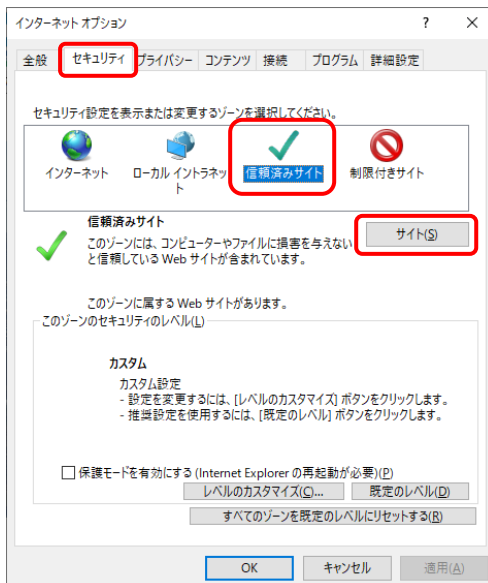 インターネット オプション ? ×
全般 セキュリティ プライバシー コンテンツ 接続 プログラム 詳細設定
セキュリティ設定を表示または変更するゾーンを選択してください。
インターネット ローカル イントラネッ 信頼済みサイト 制限付きサイト
ト
信頼済みサイト
サイト(S)
このゾーンには、コンピューターやファイルに損害を与えない
と信頼している Web サイトが含まれています。
このゾーンに属する Web サイトがあります。
このゾーンのセキュリティのレベル(L)
カスタム
カスタム設定
- 設定を変更するには、[レベルのカスタマイズ] ボタンをクリックします。
- 推奨設定を使用するには、[既定のレベル] ボタンをクリックします。
保護モードを有効にする (Internet Explorer の再起動が必要)(P)
レベルのカスタマイズ(C)... 既定のレベル(D)
すべてのゾーンを既定のレベルにリセットする(R)
OK キャンセル 適用(A)